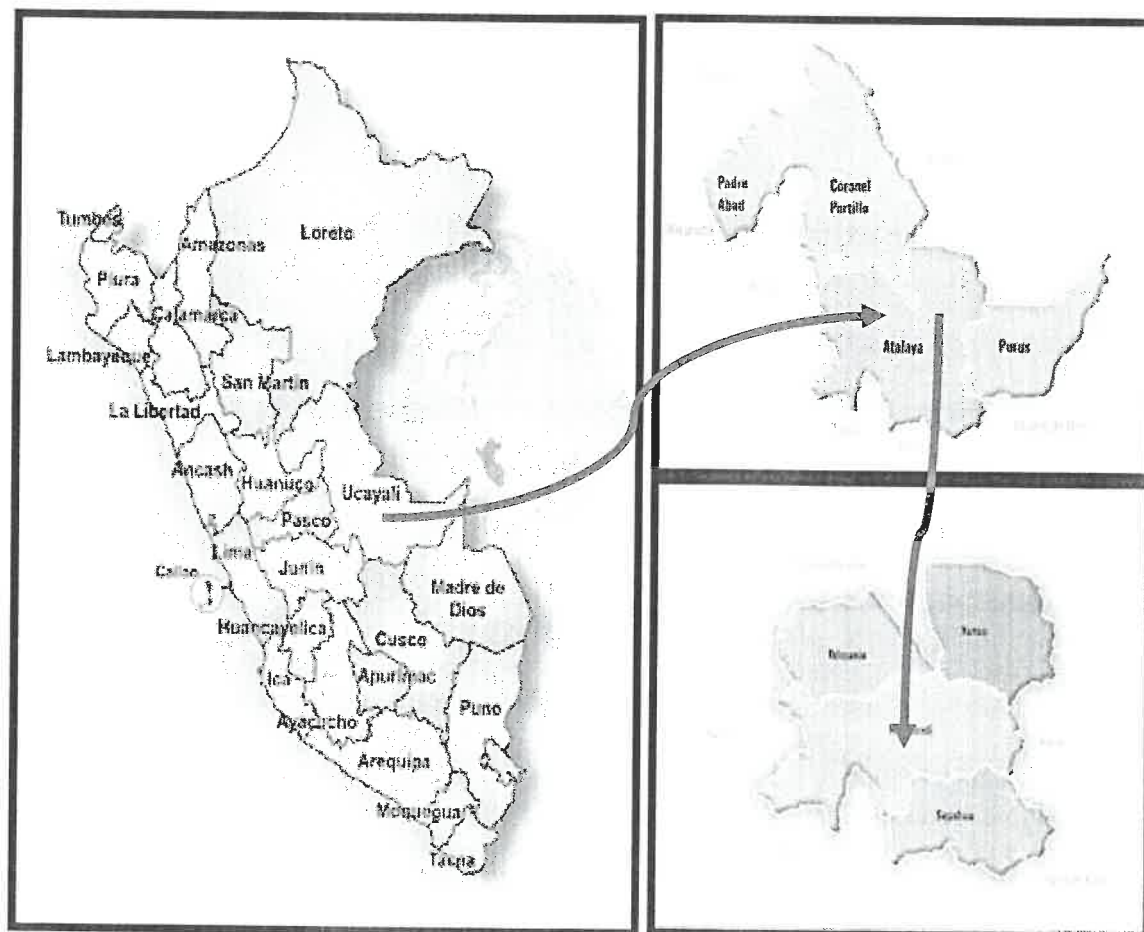 Tumbes
Loreto
Amazonas
Piura
Cajamarca
Lambayeque
San Martin
La Libertad
Ancash
Huanuco
Ucayali
Pasco
Lima
Junin
Callao
Madre de
Dios
Huancavelica
Cusco
Ica
Apurimac
Ayacucho
Puno
Arequipa
Moquegua
Tacna
Padre
Abad
Coronel
Portillo
Atalaya
Purus
Yurua
Tahuania
Sepahua